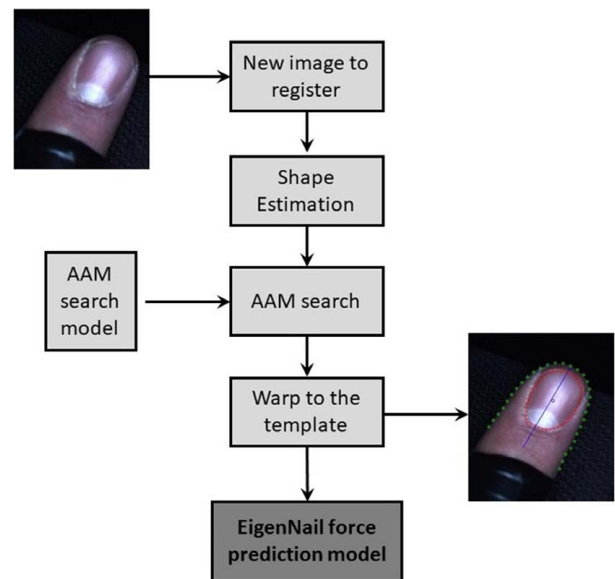 New image to
register
Shape
Estimation
AAM
search
model
AAM search
Warp to the
template
EigenNail force
prediction model